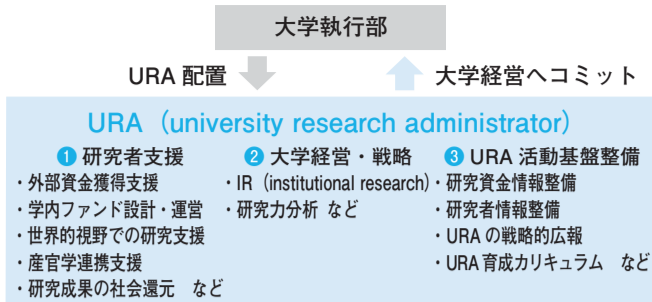 大学執行部
URA 配置
大学経営へコミット
URA（university research administrator）
❶ 研究者支援
・外部資金獲得支援
・学内ファンド設計・運営
・世界的視野での研究支援
・産官学連携支援
・研究成果の社会還元 など
❷ 大学経営・戦略
・IR（institutional research）
・研究力分析 など
❸ URA 活動基盤整備
・研究資金情報整備
・研究者情報整備
・URA の戦略的広報
・URA 育成カリキュラム など